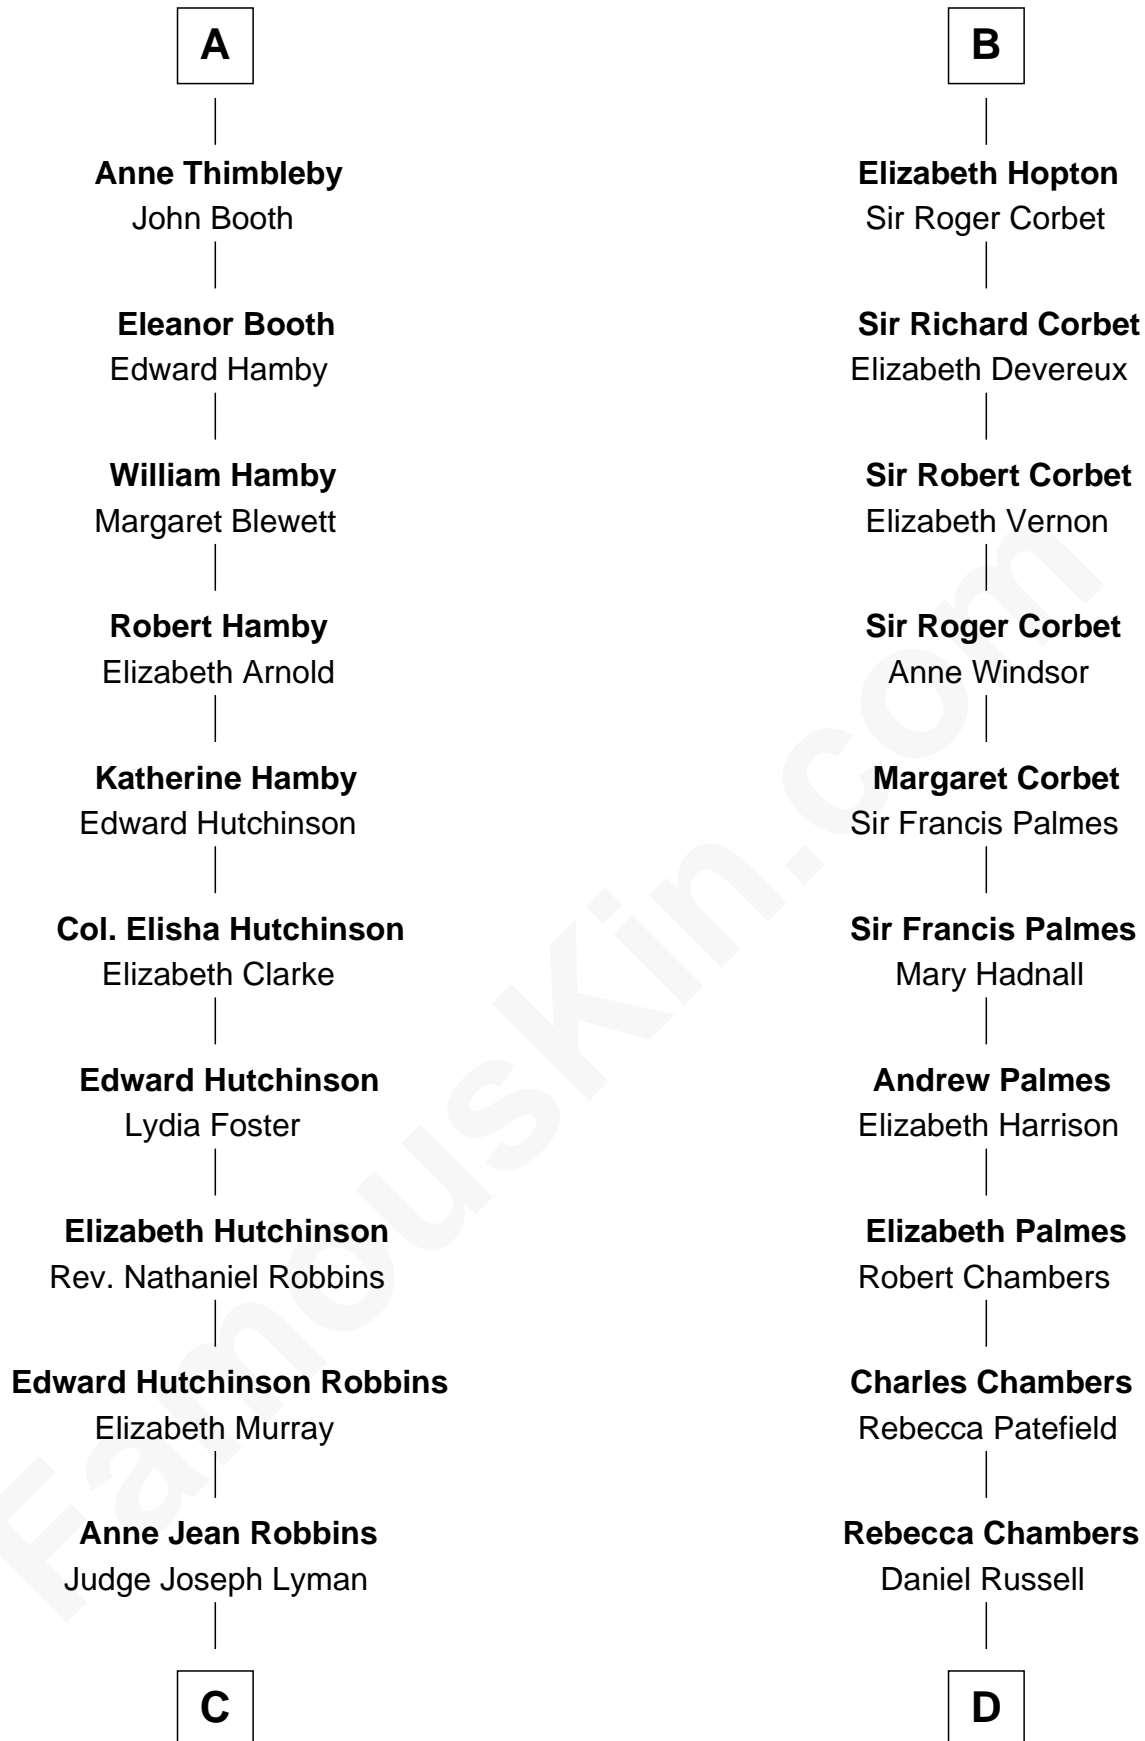 A
Anne Thimbleby
John Booth
Eleanor Booth
Edward Hamby
William Hamby
Margaret Blewett
Robert Hamby
Elizabeth Arnold
Katherine Hamby
Edward Hutchinson
Col. Elisha Hutchinson
Elizabeth Clarke
Edward Hutchinson
Lydia Foster
Elizabeth Hutchinson
Rev. Nathaniel Robbins
Edward Hutchinson Robbins
Elizabeth Murray
Anne Jean Robbins
Judge Joseph Lyman
C
B
Elizabeth Hopton
Sir Roger Corbet
Sir Richard Corbet
Elizabeth Devereux
Sir Robert Corbet
Elizabeth Vernon
Sir Roger Corbet
Anne Windsor
Margaret Corbet
Sir Francis Palmes
Sir Francis Palmes
Mary Hadnall
Andrew Palmes
Elizabeth Harrison
Elizabeth Palmes
Robert Chambers
Charles Chambers
Rebecca Patefield
Rebecca Chambers
Daniel Russell
D
FamousKin.com